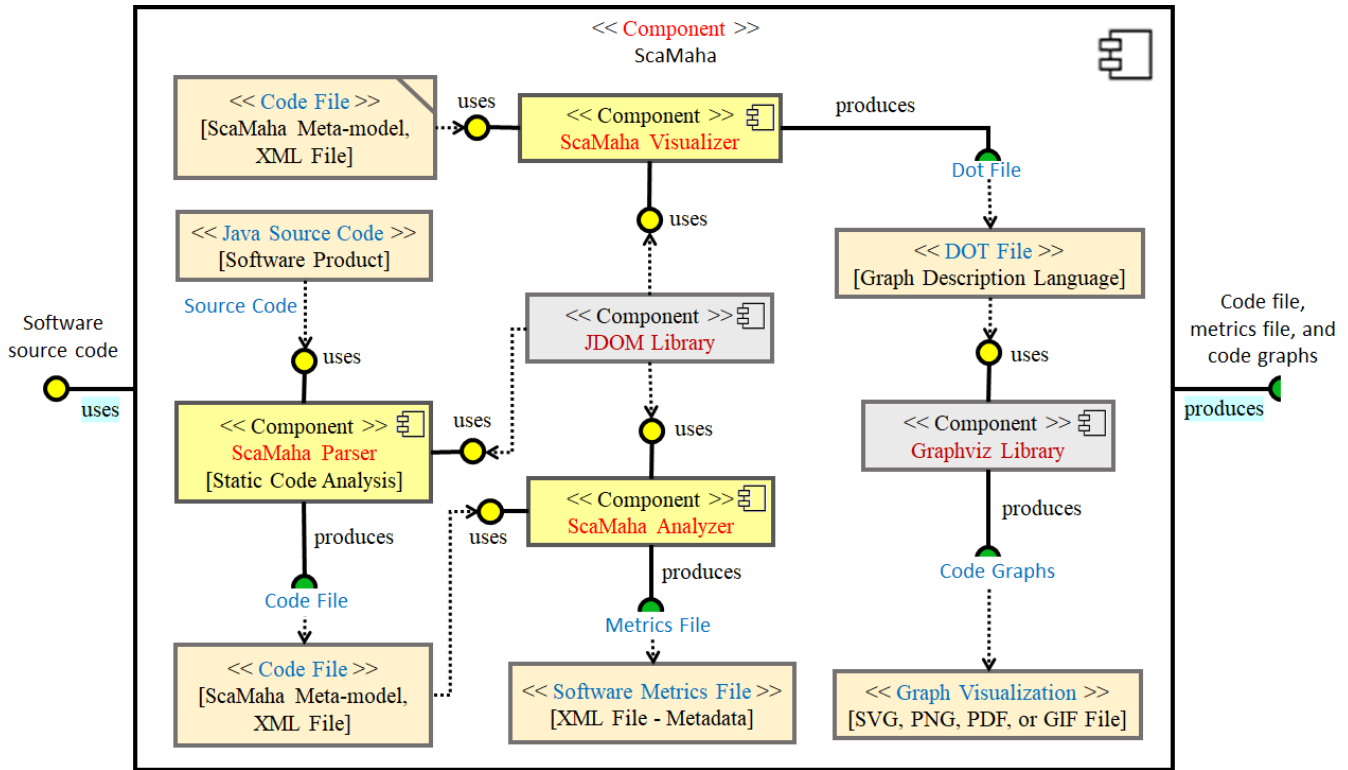 << Component >>
ScaMaha
<< Code File >>
[ScaMaha Meta-model,
XML File]
uses
<< Component >>
ScaMaha Visualizer
produces
Dot File
uses
<< Java Source Code >>
[Software Product]
<< DOT File >>
[Graph Description Language]
Source Code
<< Component >>
JDOM Library
Software
source code
uses
Code file,
metrics file, and
code graphs
produces
uses
uses
<< Component >>
ScaMaha Parser
[Static Code Analysis]
uses
uses
<< Component >>
Graphviz Library
<< Component >>
ScaMaha Analyzer
uses
produces
produces
produces
Code File
Metrics File
Code Graphs
<< Code File >>
[ScaMaha Meta-model,
XML File]
<< Software Metrics File >>
[XML File - Metadata]
<< Graph Visualization >>
[SVG, PNG, PDF, or GIF File]